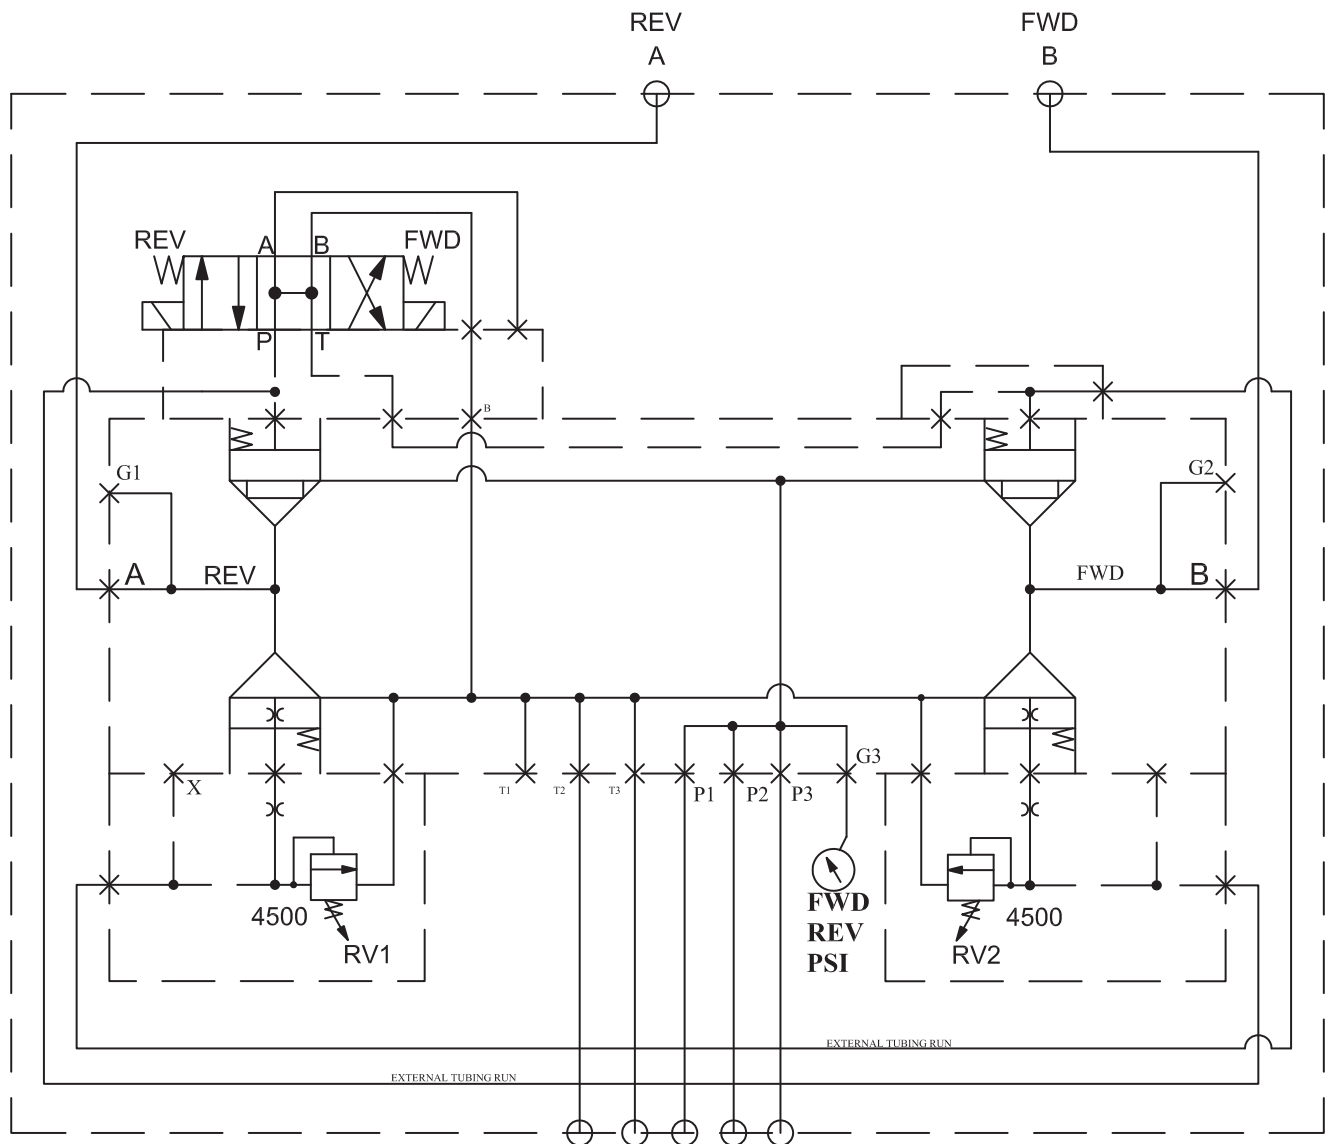 REV
FWD
A
B
REV
A
B
FWD
P
T
B
G1
G2
A
REV
FWD
B
X
T1
T2
T3
P1
P2
P3
G3
4500
RV1
FWD
REV
PSI
4500
RV2
EXTERNAL TUBING RUN
EXTERNAL TUBING RUN